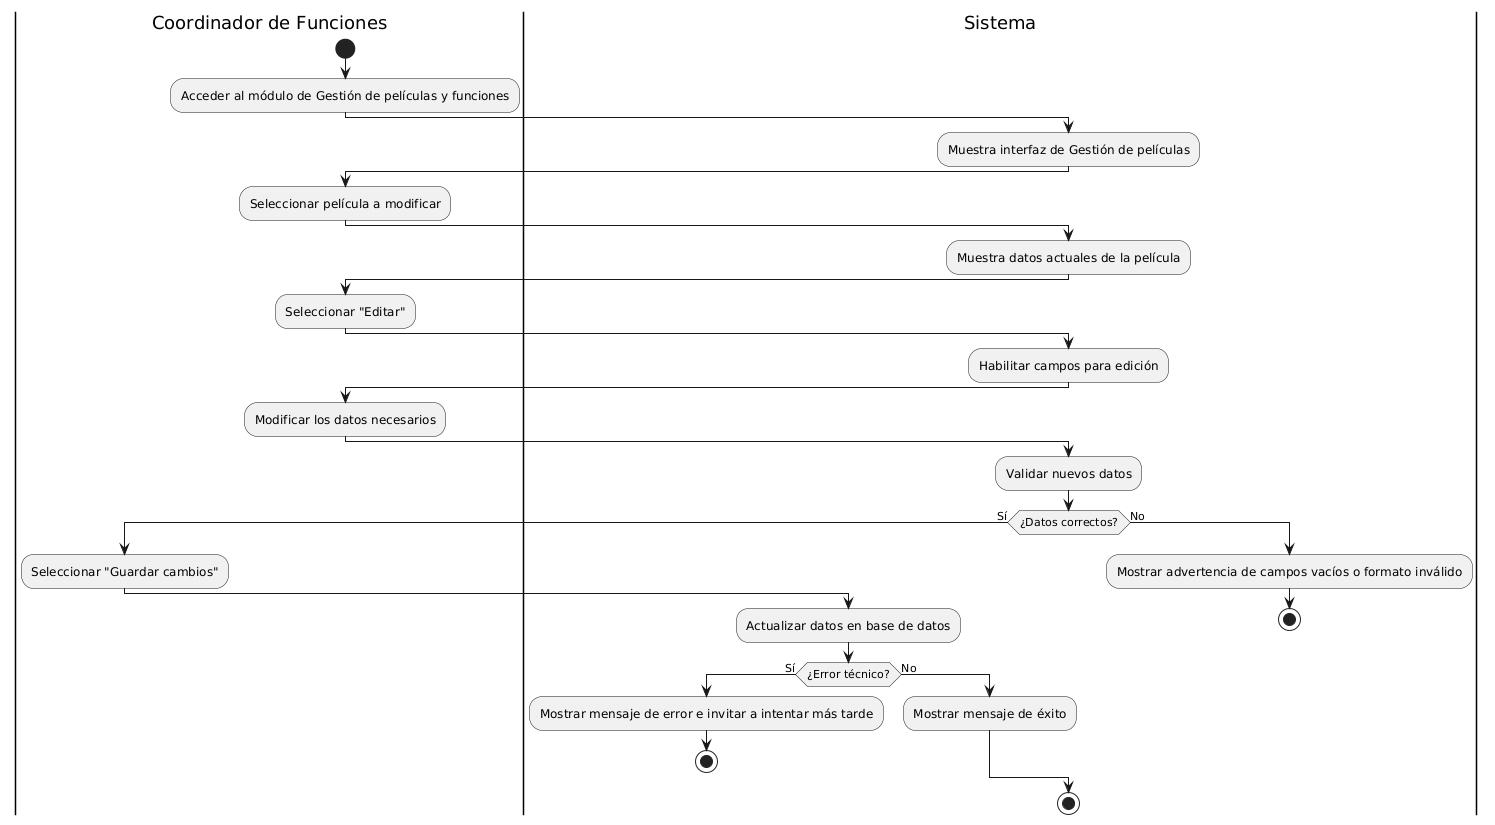 Coordinador de Funciones
Sistema
Acceder al módulo de Gestión de películas y funciones
Muestra interfaz de Gestión de películas
Seleccionar película a modificar
Muestra datos actuales de la película
Seleccionar "Editar"
Habilitar campos para edición
Modificar los datos necesarios
Validar nuevos datos
Sí
¿Datos correctos?
No
Seleccionar "Guardar cambios"
Mostrar advertencia de campos vacíos o formato inválido
Actualizar datos en base de datos
Sí
¿Error técnico?
No
Mostrar mensaje de error e invitar a intentar más tarde
Mostrar mensaje de éxito